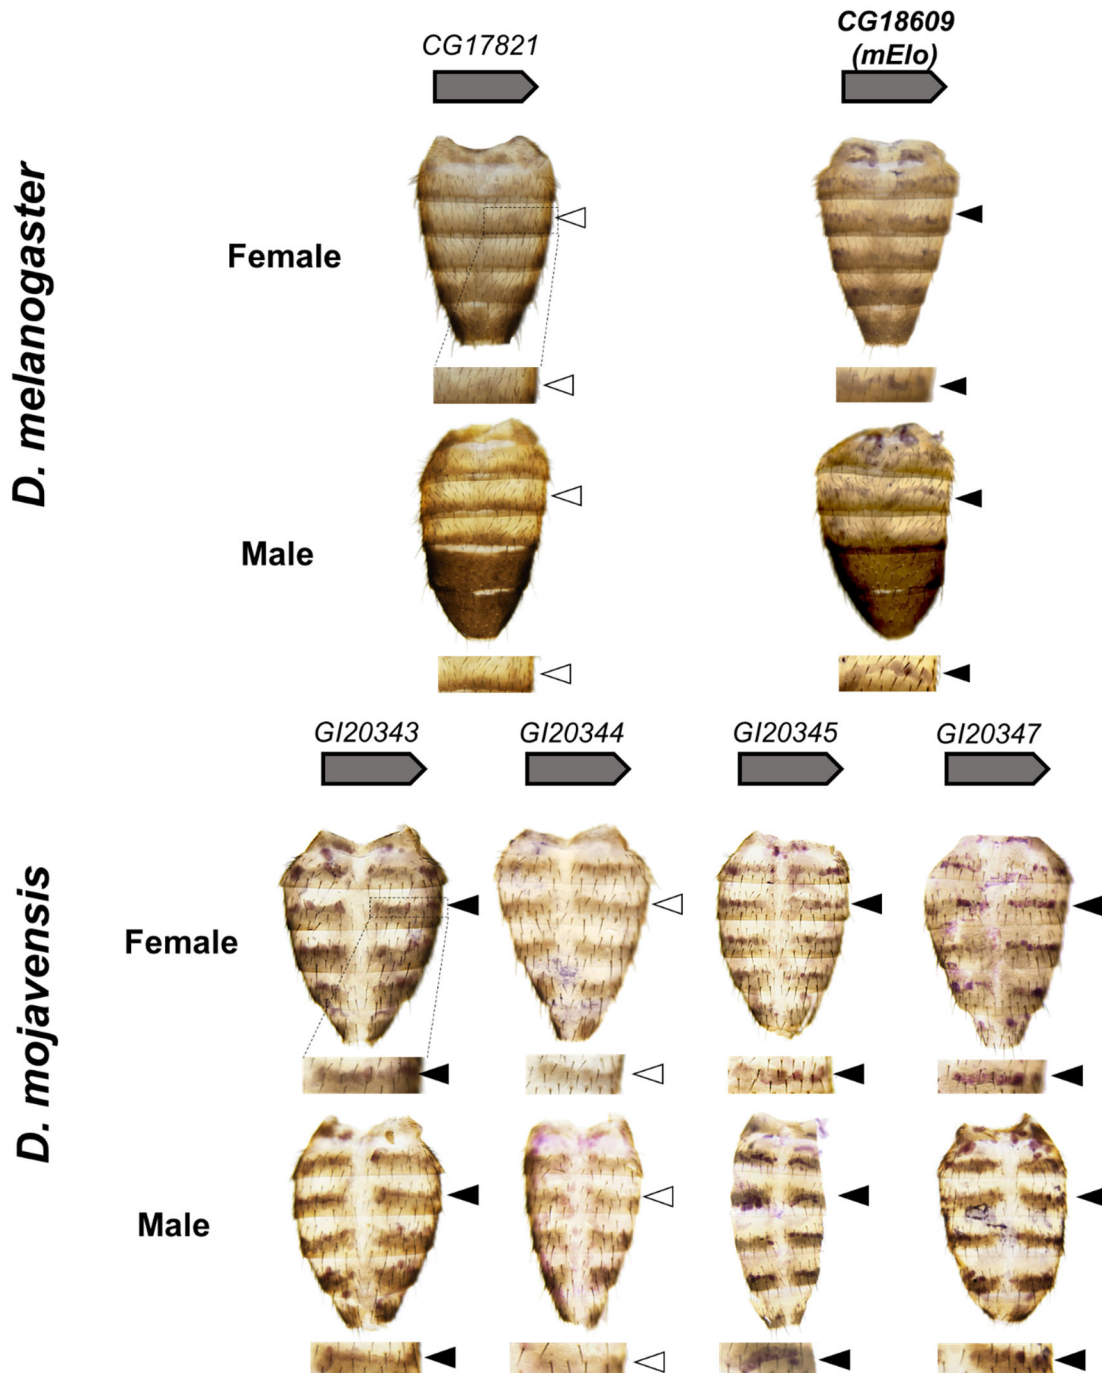 CG17821
CG18609
(mElo)
D. melanogaster
Female
Male
GI20343
GI20344
GI20345
GI20347
D. mojavensis
Female
Male